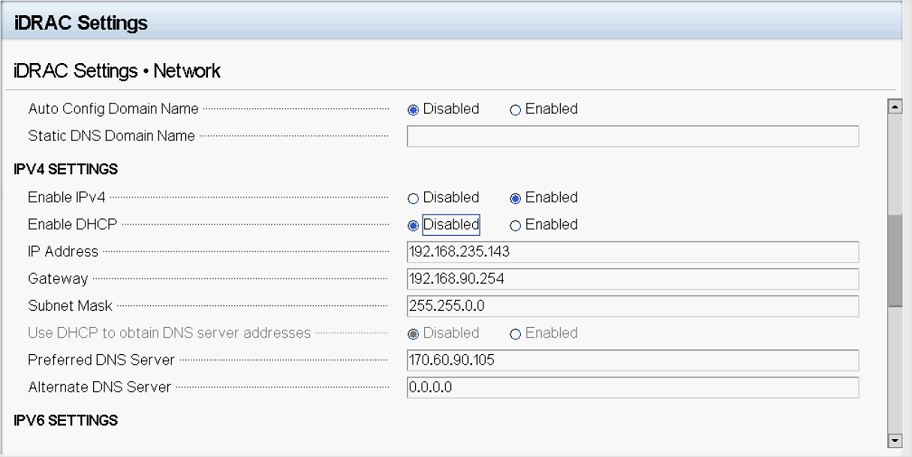 iDRAC Settings
iDRAC Settings • Network
Auto Config Domain Name Disabled Enabled
Static DNS Domain Name
IPV4 SETTINGS
Enable IPv4 Disabled Enabled
Enable DHCP Disabled Enabled
IP Address 192.168.235.143
Gateway 192.168.90.254
Subnet Mask 255.255.0.0
Use DHCP to obtain DNS server addresses Disabled Enabled
Preferred DNS Server 170.60.90.105
Alternate DNS Server 0.0.0.0
IPV6 SETTINGS